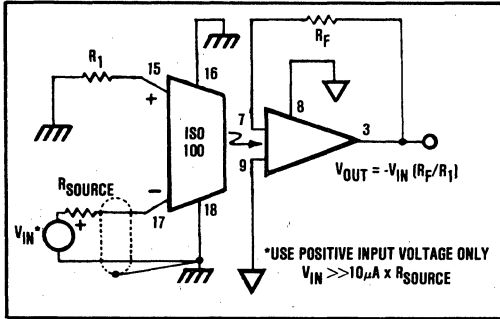 R1
15
16
+
ISO
100
−
17
18
RSOURCE
+
VIN*
RF
7
8
9
3
VOUT = -VIN (RF/R1)
*USE POSITIVE INPUT VOLTAGE ONLY
VIN >>10µA x RSOURCE